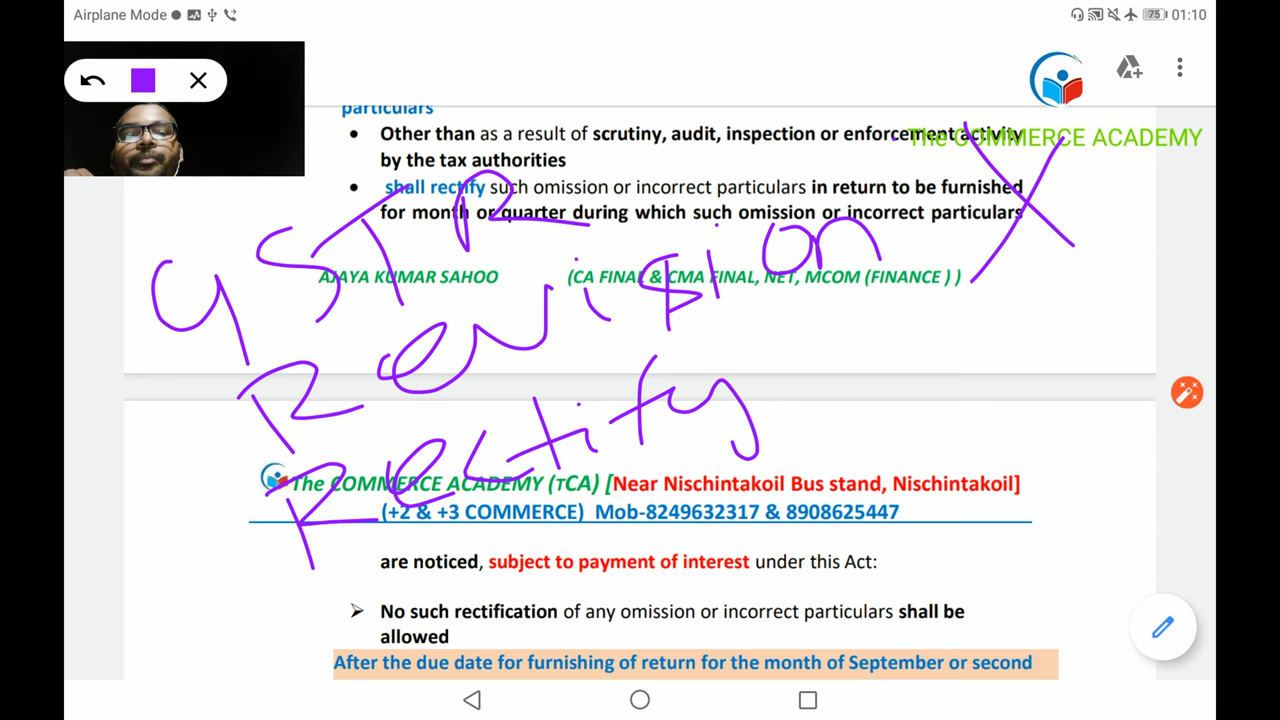 Airplane Mode
75 01:10
particulars
The COMMERCE ACADEMY
• Other than as a result of scrutiny, audit, inspection or enforcement activity
by the tax authorities
• shall rectify such omission or incorrect particulars in return to be furnished
for month or quarter during which such omission or incorrect particulars
GSTR
AJAYA KUMAR SAHOO (CA FINAL & CMA FINAL, NET, MCOM (FINANCE ) )
Revision X
Rectify
The COMMERCE ACADEMY (TCA) [Near Nischintakoil Bus stand, Nischintakoil]
(+2 & +3 COMMERCE) Mob-8249632317 & 8908625447
are noticed, subject to payment of interest under this Act:
➢ No such rectification of any omission or incorrect particulars shall be
allowed
After the due date for furnishing of return for the month of September or second